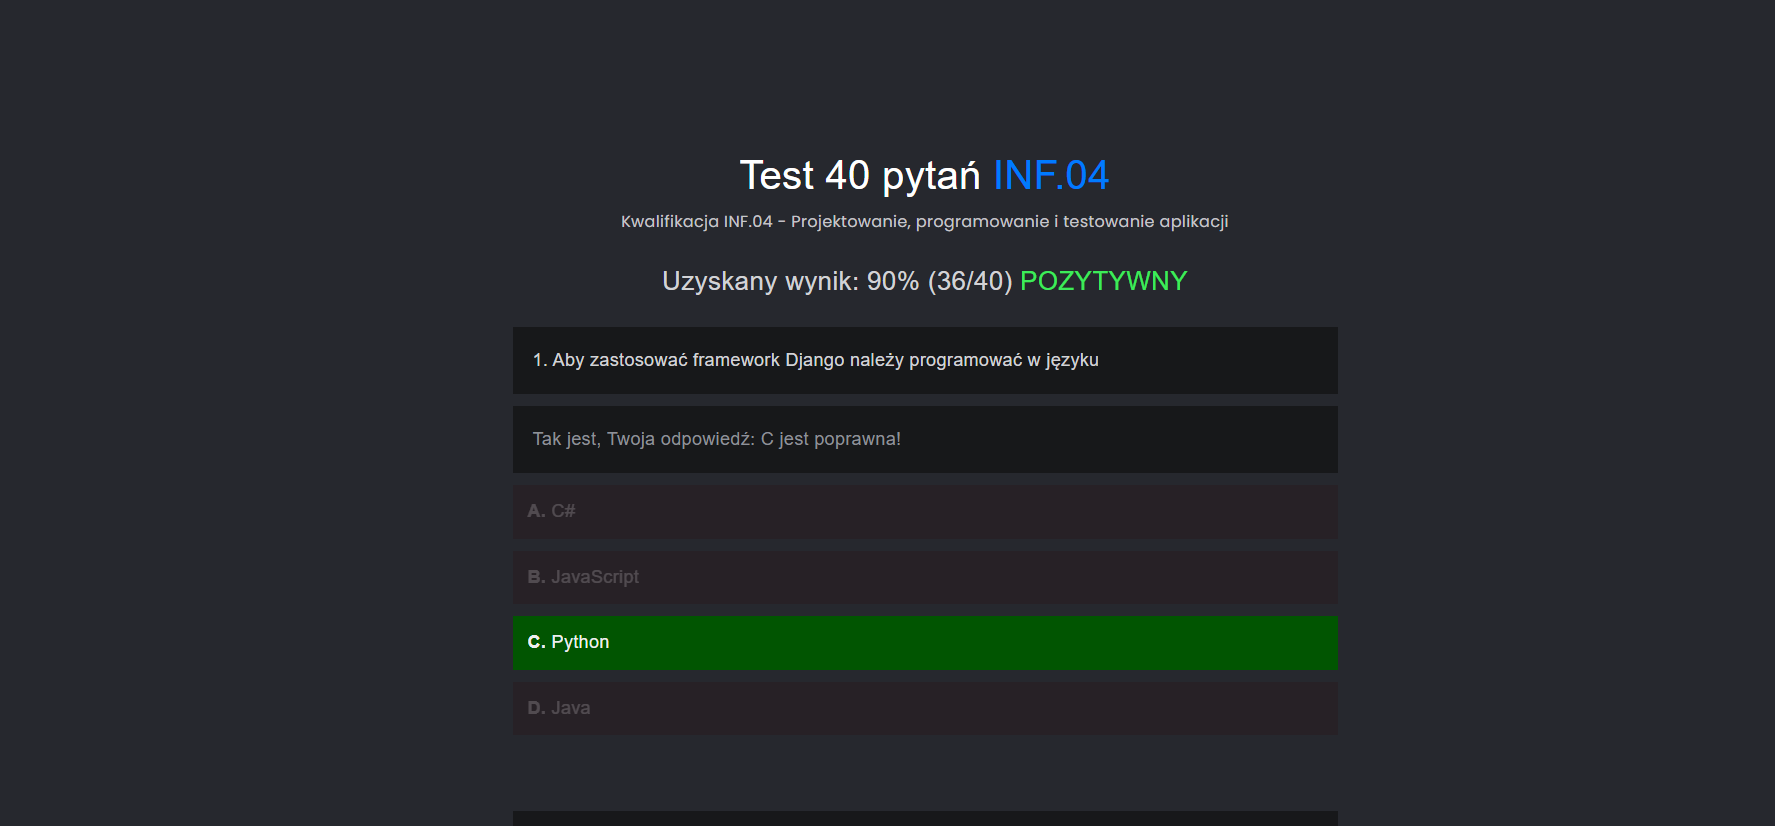 Test 40 pytań INF.04
Kwalifikacja INF.04 - Projektowanie, programowanie i testowanie aplikacji
Uzyskany wynik: 90% (36/40) POZYTYWNY
1. Aby zastosować framework Django należy programować w języku
Tak jest, Twoja odpowiedź: C jest poprawna!
A. C#
B. JavaScript
C. Python
D. Java